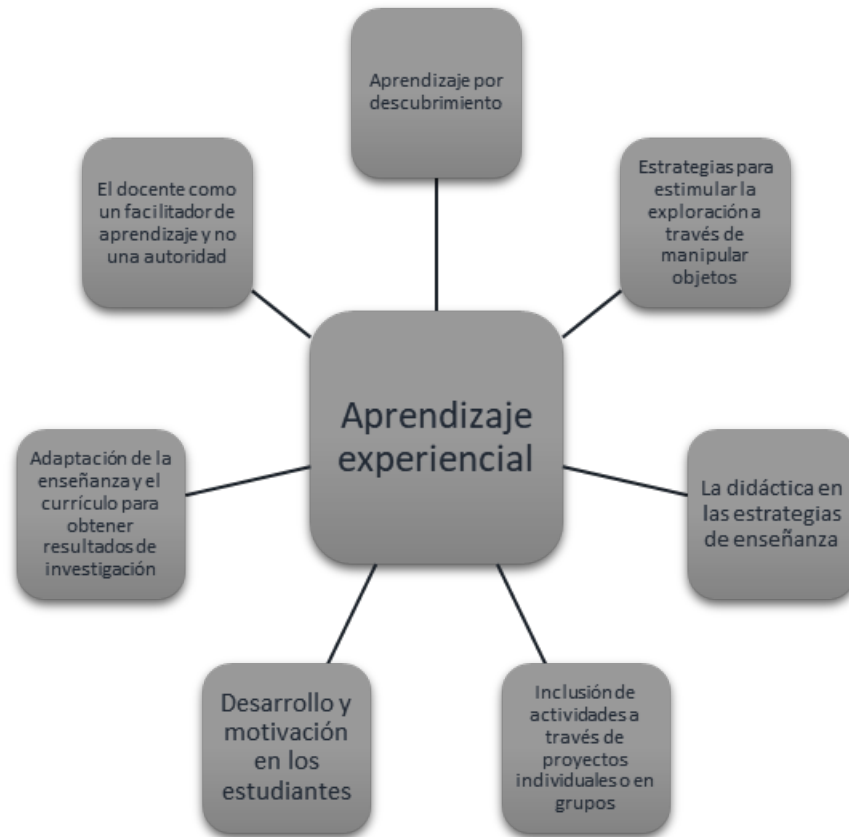 Aprendizaje por
descubrimiento
Estrategias para
estimular la
exploración a
través de
manipular
objetos
La didáctica en
las estrategias
de enseñanza
Inclusión de
actividades a
través de
proyectos
individuales o en
grupos
Desarrollo y
motivación
en los
estudiantes
Adaptación de la
enseñanza y el
currículo para
obtener
resultados de
investigación
El docente como
un facilitador de
aprendizaje y no
una autoridad
Aprendizaje
experiencial